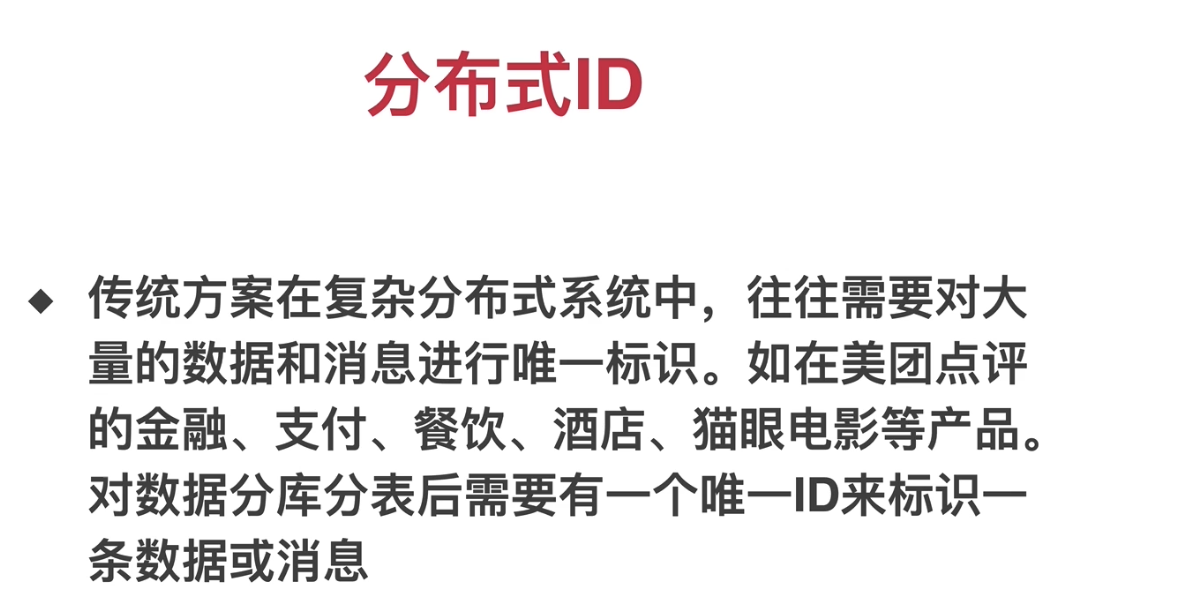 分布式ID
◆ 传统方案在复杂分布式系统中，往往需要对大
量的数据和消息进行唯一标识。如在美团点评
的金融、支付、餐饮、酒店、猫眼电影等产品。
对数据分库分表后需要有一个唯一ID来标识一
条数据或消息